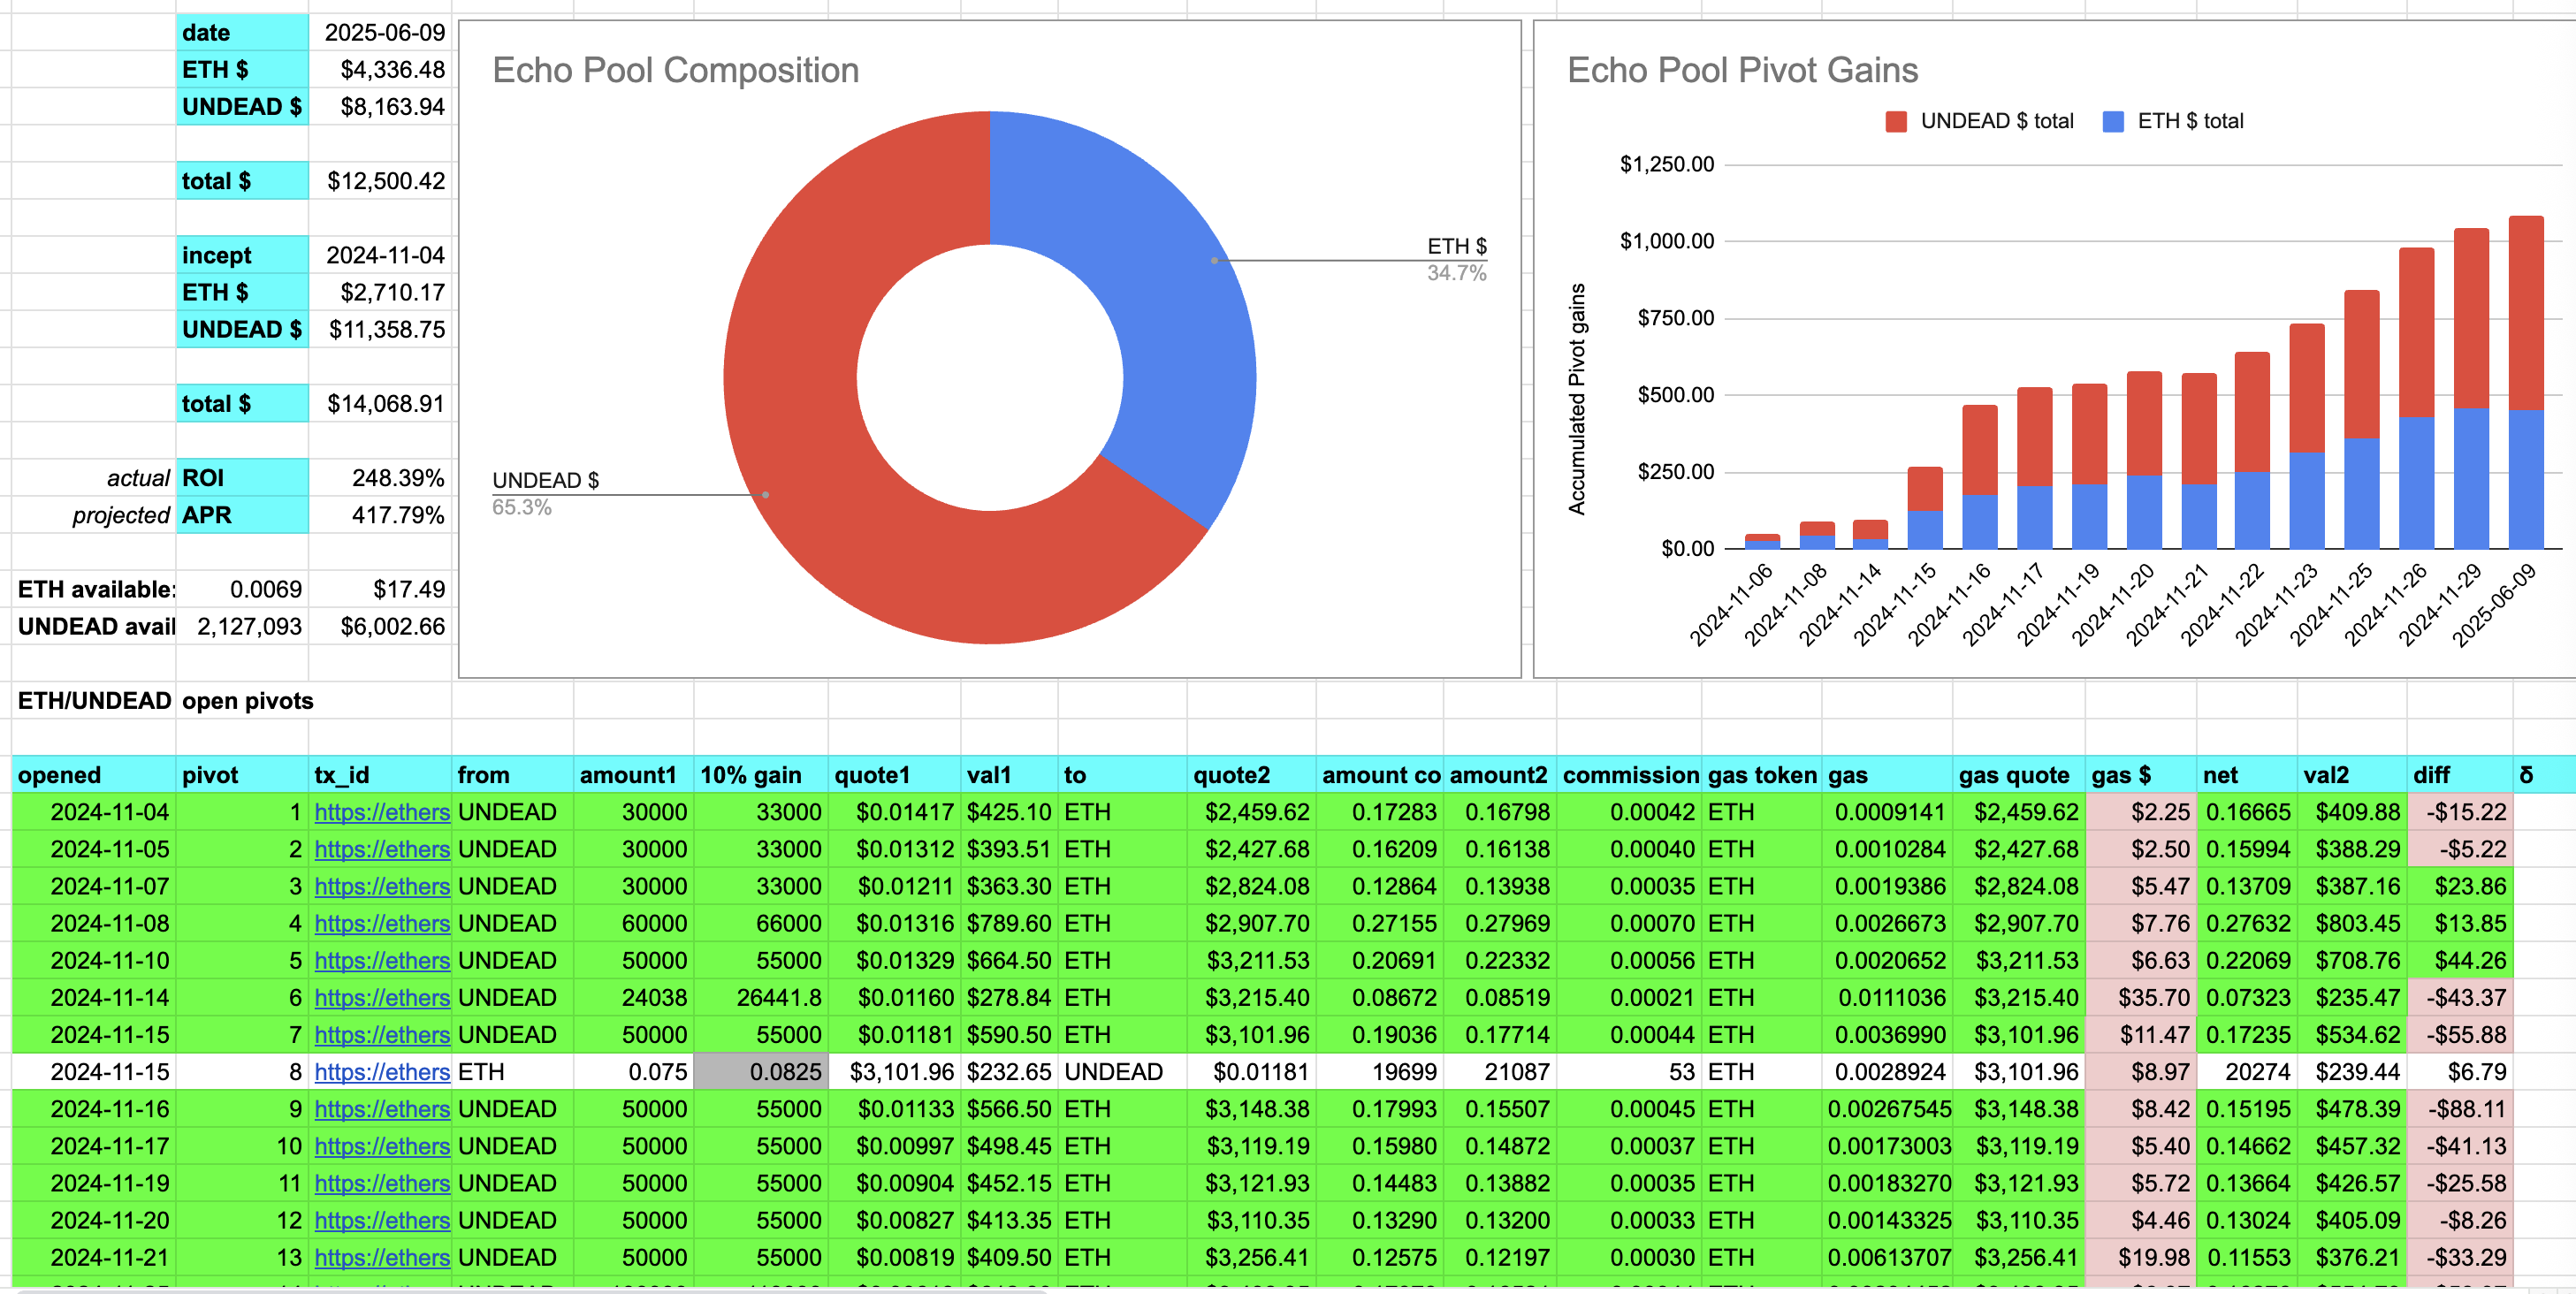 date 2025-06-09
ETH $ $4,336.48
UNDEAD $ $8,163.94
total $ $12,500.42
incept 2024-11-04
ETH $ $2,710.17
UNDEAD $ $11,358.75
total $ $14,068.91
actual ROI 248.39%
projected APR 417.79%
ETH available: 0.0069 $17.49
UNDEAD avail 2,127,093 $6,002.66
Echo Pool Composition
ETH $
34.7%
UNDEAD $
65.3%
Echo Pool Pivot Gains
UNDEAD $ total ETH $ total
Accumulated Pivot gains
$1,250.00
$1,000.00
$750.00
$500.00
$250.00
$0.00
2024-11-06
2024-11-08
2024-11-14
2024-11-15
2024-11-16
2024-11-17
2024-11-19
2024-11-20
2024-11-21
2024-11-22
2024-11-23
2024-11-25
2024-11-26
2024-11-29
2025-06-09
ETH/UNDEAD open pivots
opened pivot tx_id from amount1 10% gain quote1 val1 to quote2 amount co amount2 commission gas token gas gas quote gas $ net val2 diff δ
2024-11-04 1 https://ethers UNDEAD 30000 33000 $0.01417 $425.10 ETH $2,459.62 0.17283 0.16798 0.00042 ETH 0.0009141 $2,459.62 $2.25 0.16665 $409.88 -$15.22
2024-11-05 2 https://ethers UNDEAD 30000 33000 $0.01312 $393.51 ETH $2,427.68 0.16209 0.16138 0.00040 ETH 0.0010284 $2,427.68 $2.50 0.15994 $388.29 -$5.22
2024-11-07 3 https://ethers UNDEAD 30000 33000 $0.01211 $363.30 ETH $2,824.08 0.12864 0.13938 0.00035 ETH 0.0019386 $2,824.08 $5.47 0.13709 $387.16 $23.86
2024-11-08 4 https://ethers UNDEAD 60000 66000 $0.01316 $789.60 ETH $2,907.70 0.27155 0.27969 0.00070 ETH 0.0026673 $2,907.70 $7.76 0.27632 $803.45 $13.85
2024-11-10 5 https://ethers UNDEAD 50000 55000 $0.01329 $664.50 ETH $3,211.53 0.20691 0.22332 0.00056 ETH 0.0020652 $3,211.53 $6.63 0.22069 $708.76 $44.26
2024-11-14 6 https://ethers UNDEAD 24038 26441.8 $0.01160 $278.84 ETH $3,215.40 0.08672 0.08519 0.00021 ETH 0.0111036 $3,215.40 $35.70 0.07323 $235.47 -$43.37
2024-11-15 7 https://ethers UNDEAD 50000 55000 $0.01181 $590.50 ETH $3,101.96 0.19036 0.17714 0.00044 ETH 0.0036990 $3,101.96 $11.47 0.17235 $534.62 -$55.88
2024-11-15 8 https://ethers ETH 0.075 0.0825 $3,101.96 $232.65 UNDEAD $0.01181 19699 21087 53 ETH 0.0028924 $3,101.96 $8.97 20274 $239.44 $6.79
2024-11-16 9 https://ethers UNDEAD 50000 55000 $0.01133 $566.50 ETH $3,148.38 0.17993 0.15507 0.00045 ETH 0.00267545 $3,148.38 $8.42 0.15195 $478.39 -$88.11
2024-11-17 10 https://ethers UNDEAD 50000 55000 $0.00997 $498.45 ETH $3,119.19 0.15980 0.14872 0.00037 ETH 0.00173003 $3,119.19 $5.40 0.14662 $457.32 -$41.13
2024-11-19 11 https://ethers UNDEAD 50000 55000 $0.00904 $452.15 ETH $3,121.93 0.14483 0.13882 0.00035 ETH 0.00183270 $3,121.93 $5.72 0.13664 $426.57 -$25.58
2024-11-20 12 https://ethers UNDEAD 50000 55000 $0.00827 $413.35 ETH $3,110.35 0.13290 0.13200 0.00033 ETH 0.00143325 $3,110.35 $4.46 0.13024 $405.09 -$8.26
2024-11-21 13 https://ethers UNDEAD 50000 55000 $0.00819 $409.50 ETH $3,256.41 0.12575 0.12197 0.00030 ETH 0.00613707 $3,256.41 $19.98 0.11553 $376.21 -$33.29